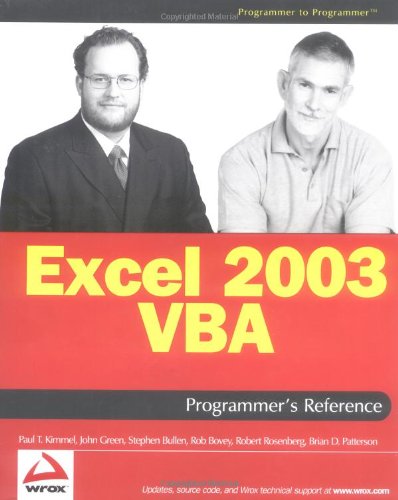 Programmer to Programmer™
Excel 2003
VBA
Programmer's Reference
Paul T. Kimmel, John Green, Stephen Bullen, Rob Bovey, Robert Rosenberg, Brian D. Patterson
wrox
Updates, source code, and Wrox technical support at www.wrox.com